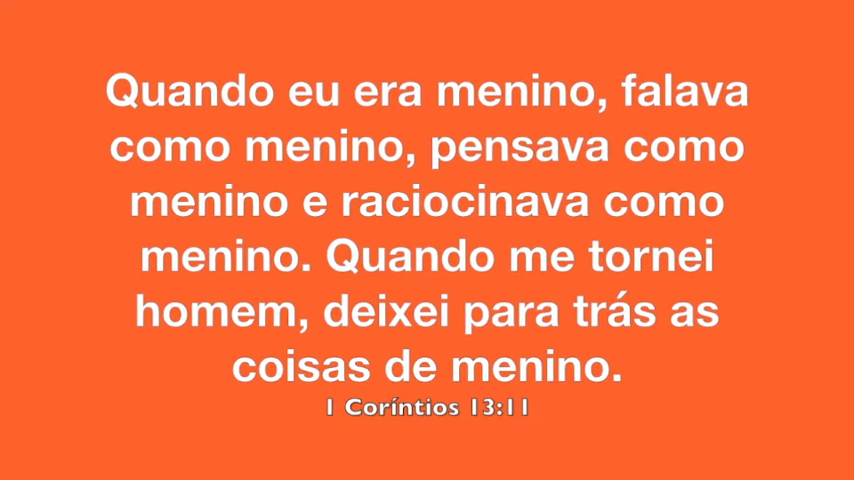 Quando eu era menino, falava
como menino, pensava como
menino e raciocinava como
menino. Quando me tornei
homem, deixei para trás as
coisas de menino.
1 Coríntios 13:11